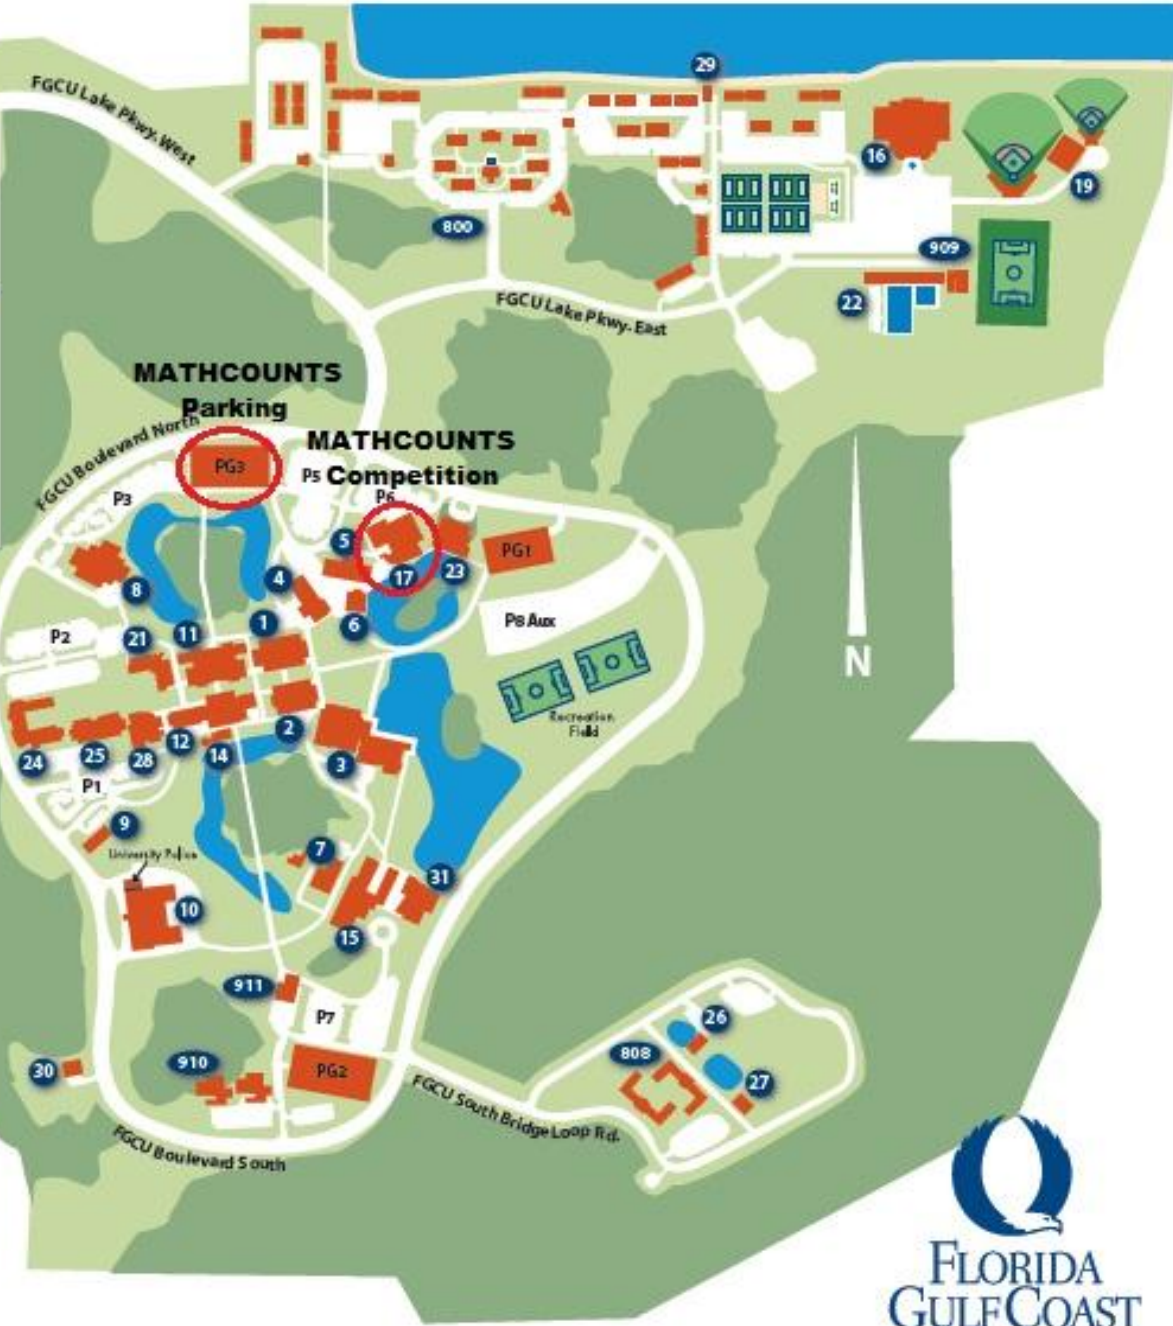 29
FGCU Lake Pkwy. West
16
19
800
909
22
FGCU Lake Pkwy. East
MATHCOUNTS
Parking
FGCU Boulevard North
MATHCOUNTS
Competition
PG3
P5
P6
P3
5
PG1
17
23
4
8
1
6
P8 Aux
P2
21
11
N
Recreation
Field
2
12
14
24
25
28
3
P1
9
University Police
7
31
10
15
911
P7
26
808
30
910
PG2
27
FGCU South Bridge Loop Rd.
FGCU Boulevard South
FLORIDA
GULF COAST